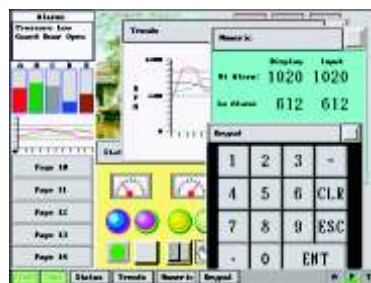 Alarms
Pressure Low
Guard Door Open
A B C D E
Page 10
Page 11
Page 12
Page 13
Page 14
Trends
Numeric
Display Input
Hi Alarm: 1020 1020
Lo Alarm 612 612
Keypad
1 2 3 -
4 5 6 CLR
7 8 9 ESC
. 0 ENT
Status Trends Numeric Keypad